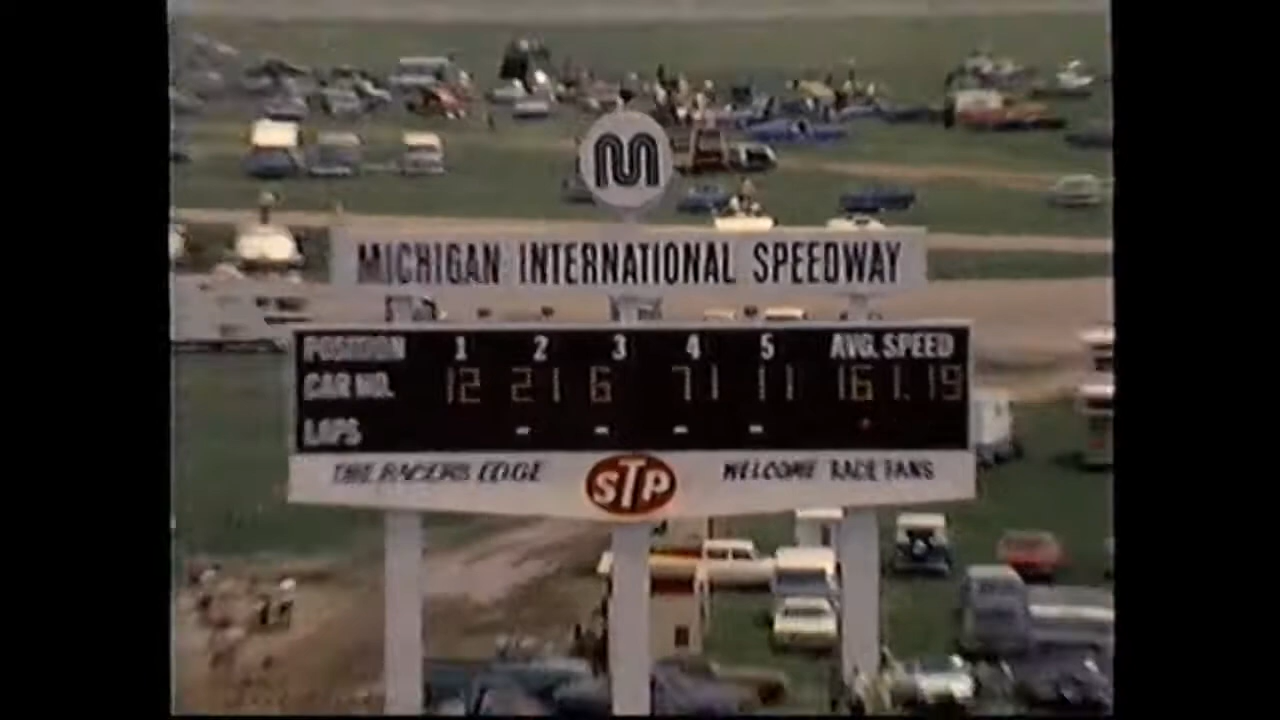 M
MICHIGAN INTERNATIONAL SPEEDWAY
POSITION 1 2 3 4 5 AVG. SPEED
CAR NO. 12 21 6 71 11 161.19
LAPS - - - -
THE RACERS EDGE STP WELCOME RACE FANS